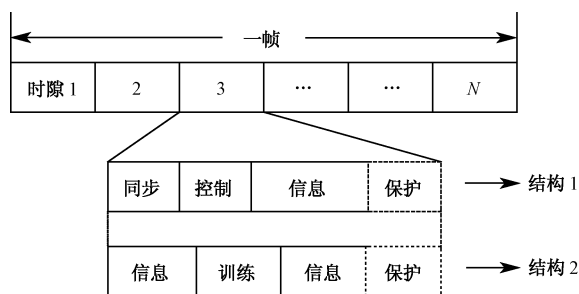 一帧
时隙 1 2 3 … … N
同步 控制 信息 保护 结构 1
信息 训练 信息 保护 结构 2